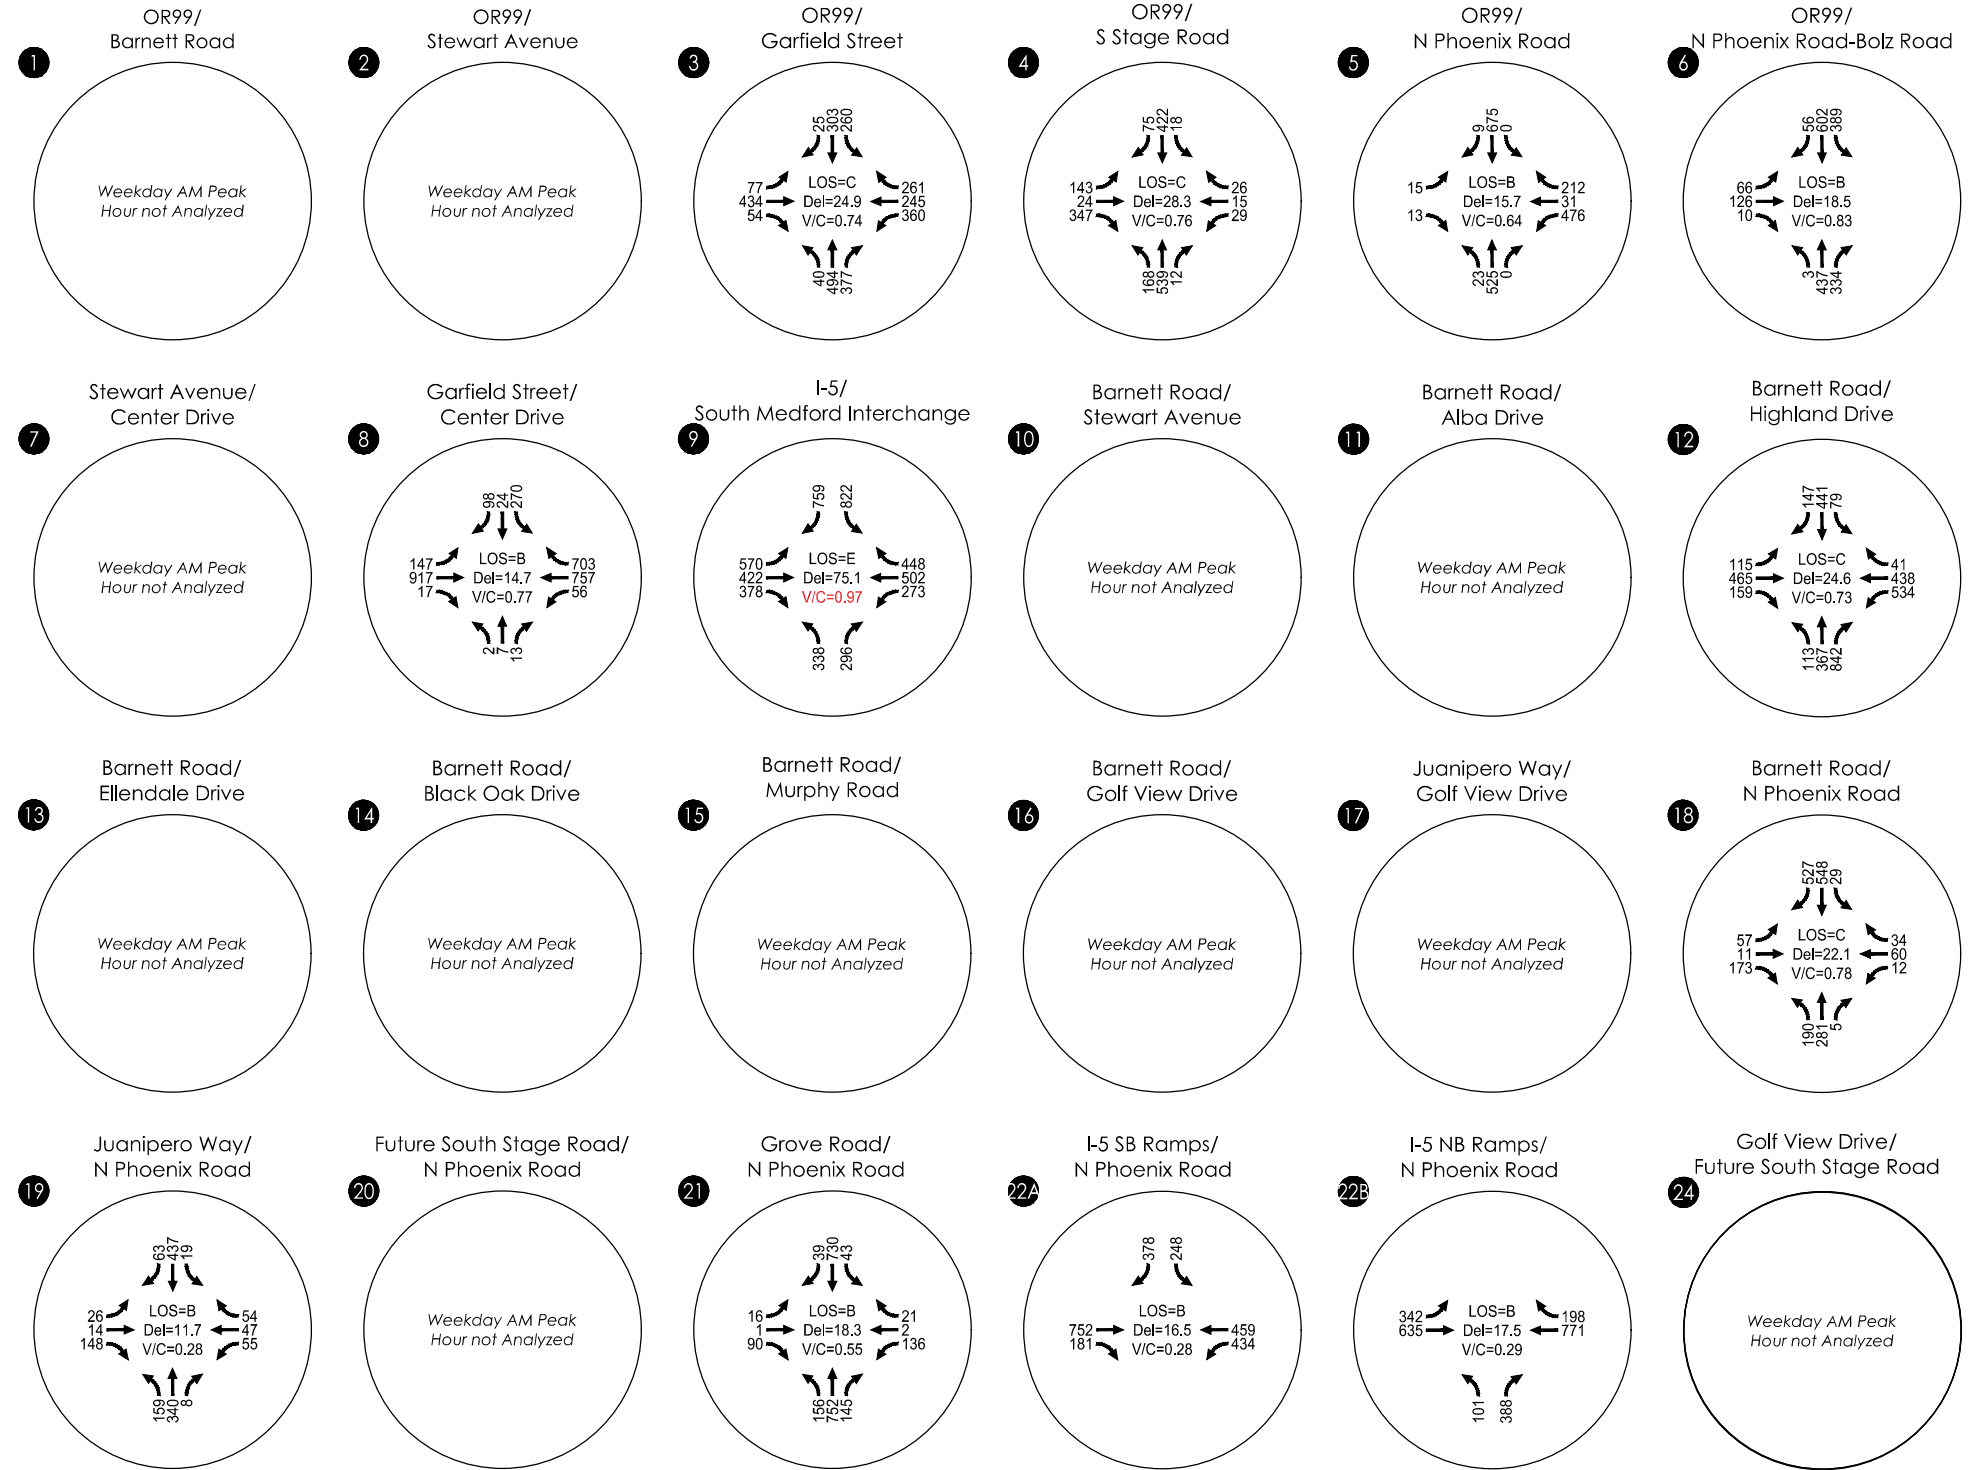 OR99/
Barnett Road
1
Weekday AM Peak
Hour not Analyzed
OR99/
Stewart Avenue
2
Weekday AM Peak
Hour not Analyzed
OR99/
Garfield Street
3
25 303 260
77 LOS=C 261
434 Del=24.9 245
54 V/C=0.74 360
40 494 377
OR99/
S Stage Road
4
75 422 18
143 LOS=C 26
24 Del=28.3 15
347 V/C=0.76 29
168 539 12
OR99/
N Phoenix Road
5
9 675 0
15 LOS=B 212
Del=15.7 31
13 V/C=0.64 476
23 525 0
OR99/
N Phoenix Road-Bolz Road
6
56 602 389
66 LOS=B
126 Del=18.5
10 V/C=0.83
3 437 334
Stewart Avenue/
Center Drive
7
Weekday AM Peak
Hour not Analyzed
Garfield Street/
Center Drive
8
98 24 270
147 LOS=B 703
917 Del=14.7 757
17 V/C=0.77 56
2 7 13
I-5/
South Medford Interchange
9
759 822
570 LOS=E 448
422 Del=75.1 502
378 V/C=0.97 273
338 296
Barnett Road/
Stewart Avenue
10
Weekday AM Peak
Hour not Analyzed
Barnett Road/
Alba Drive
11
Weekday AM Peak
Hour not Analyzed
Barnett Road/
Highland Drive
12
147 441 79
115 LOS=C 41
465 Del=24.6 438
159 V/C=0.73 534
113 367 842
Barnett Road/
Ellendale Drive
13
Weekday AM Peak
Hour not Analyzed
Barnett Road/
Black Oak Drive
14
Weekday AM Peak
Hour not Analyzed
Barnett Road/
Murphy Road
15
Weekday AM Peak
Hour not Analyzed
Barnett Road/
Golf View Drive
16
Weekday AM Peak
Hour not Analyzed
Juanipero Way/
Golf View Drive
17
Weekday AM Peak
Hour not Analyzed
Barnett Road/
N Phoenix Road
18
527 548 29
57 LOS=C 34
11 Del=22.1 60
173 V/C=0.78 12
190 281 5
Juanipero Way/
N Phoenix Road
19
63 437 19
26 LOS=B 54
14 Del=11.7 47
148 V/C=0.28 55
159 340 8
Future South Stage Road/
N Phoenix Road
20
Weekday AM Peak
Hour not Analyzed
Grove Road/
N Phoenix Road
21
39 730 43
16 LOS=B 21
1 Del=18.3 2
90 V/C=0.55 136
156 752 145
I-5 SB Ramps/
N Phoenix Road
22A
378 248
LOS=B
752 Del=16.5 459
181 V/C=0.28 434
I-5 NB Ramps/
N Phoenix Road
22B
342 LOS=B 198
635 Del=17.5 771
V/C=0.29
101 388
Golf View Drive/
Future South Stage Road
24
Weekday AM Peak
Hour not Analyzed